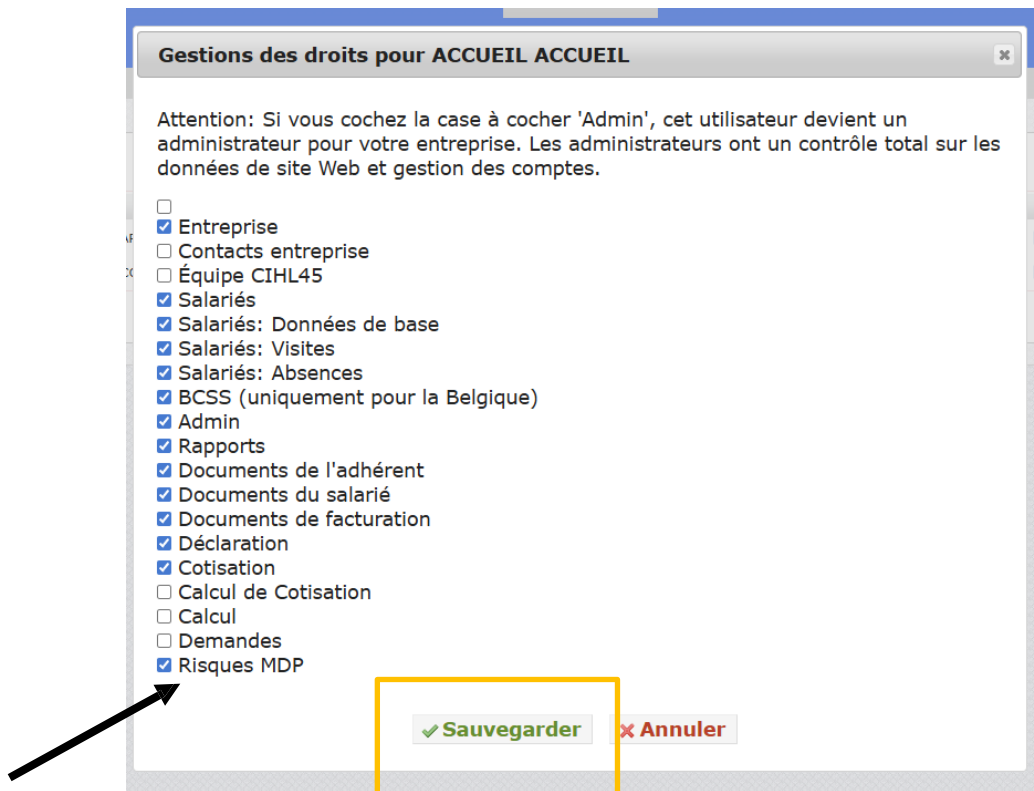 Gestions des droits pour ACCUEIL ACCUEIL
Attention: Si vous cochez la case à cocher 'Admin', cet utilisateur devient un
administrateur pour votre entreprise. Les administrateurs ont un contrôle total sur les
données de site Web et gestion des comptes.
Entreprise
Contacts entreprise
Équipe CIHL45
Salariés
Salariés: Données de base
Salariés: Visites
Salariés: Absences
BCSS (uniquement pour la Belgique)
Admin
Rapports
Documents de l'adhérent
Documents du salarié
Documents de facturation
Déclaration
Cotisation
Calcul de Cotisation
Calcul
Demandes
Risques MDP
Sauvegarder
Annuler